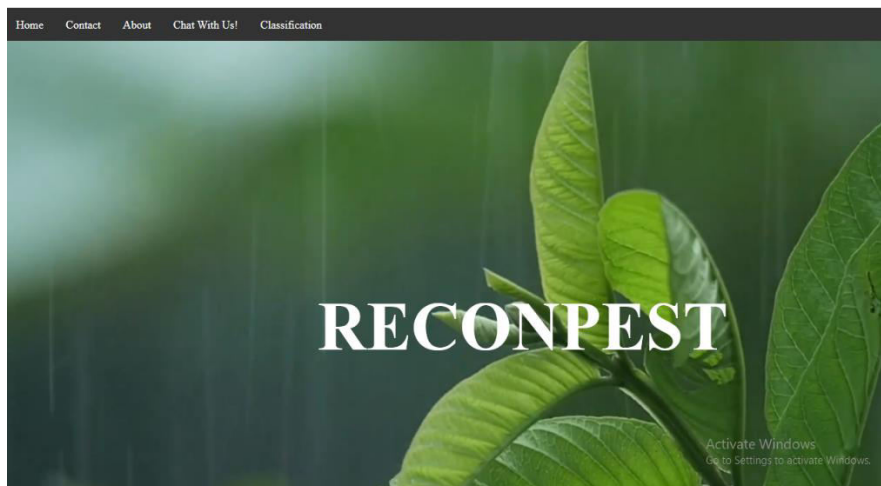 Home Contact About Chat With Us! Classification
RECONPEST
Activate Windows
Go to Settings to activate Windows.